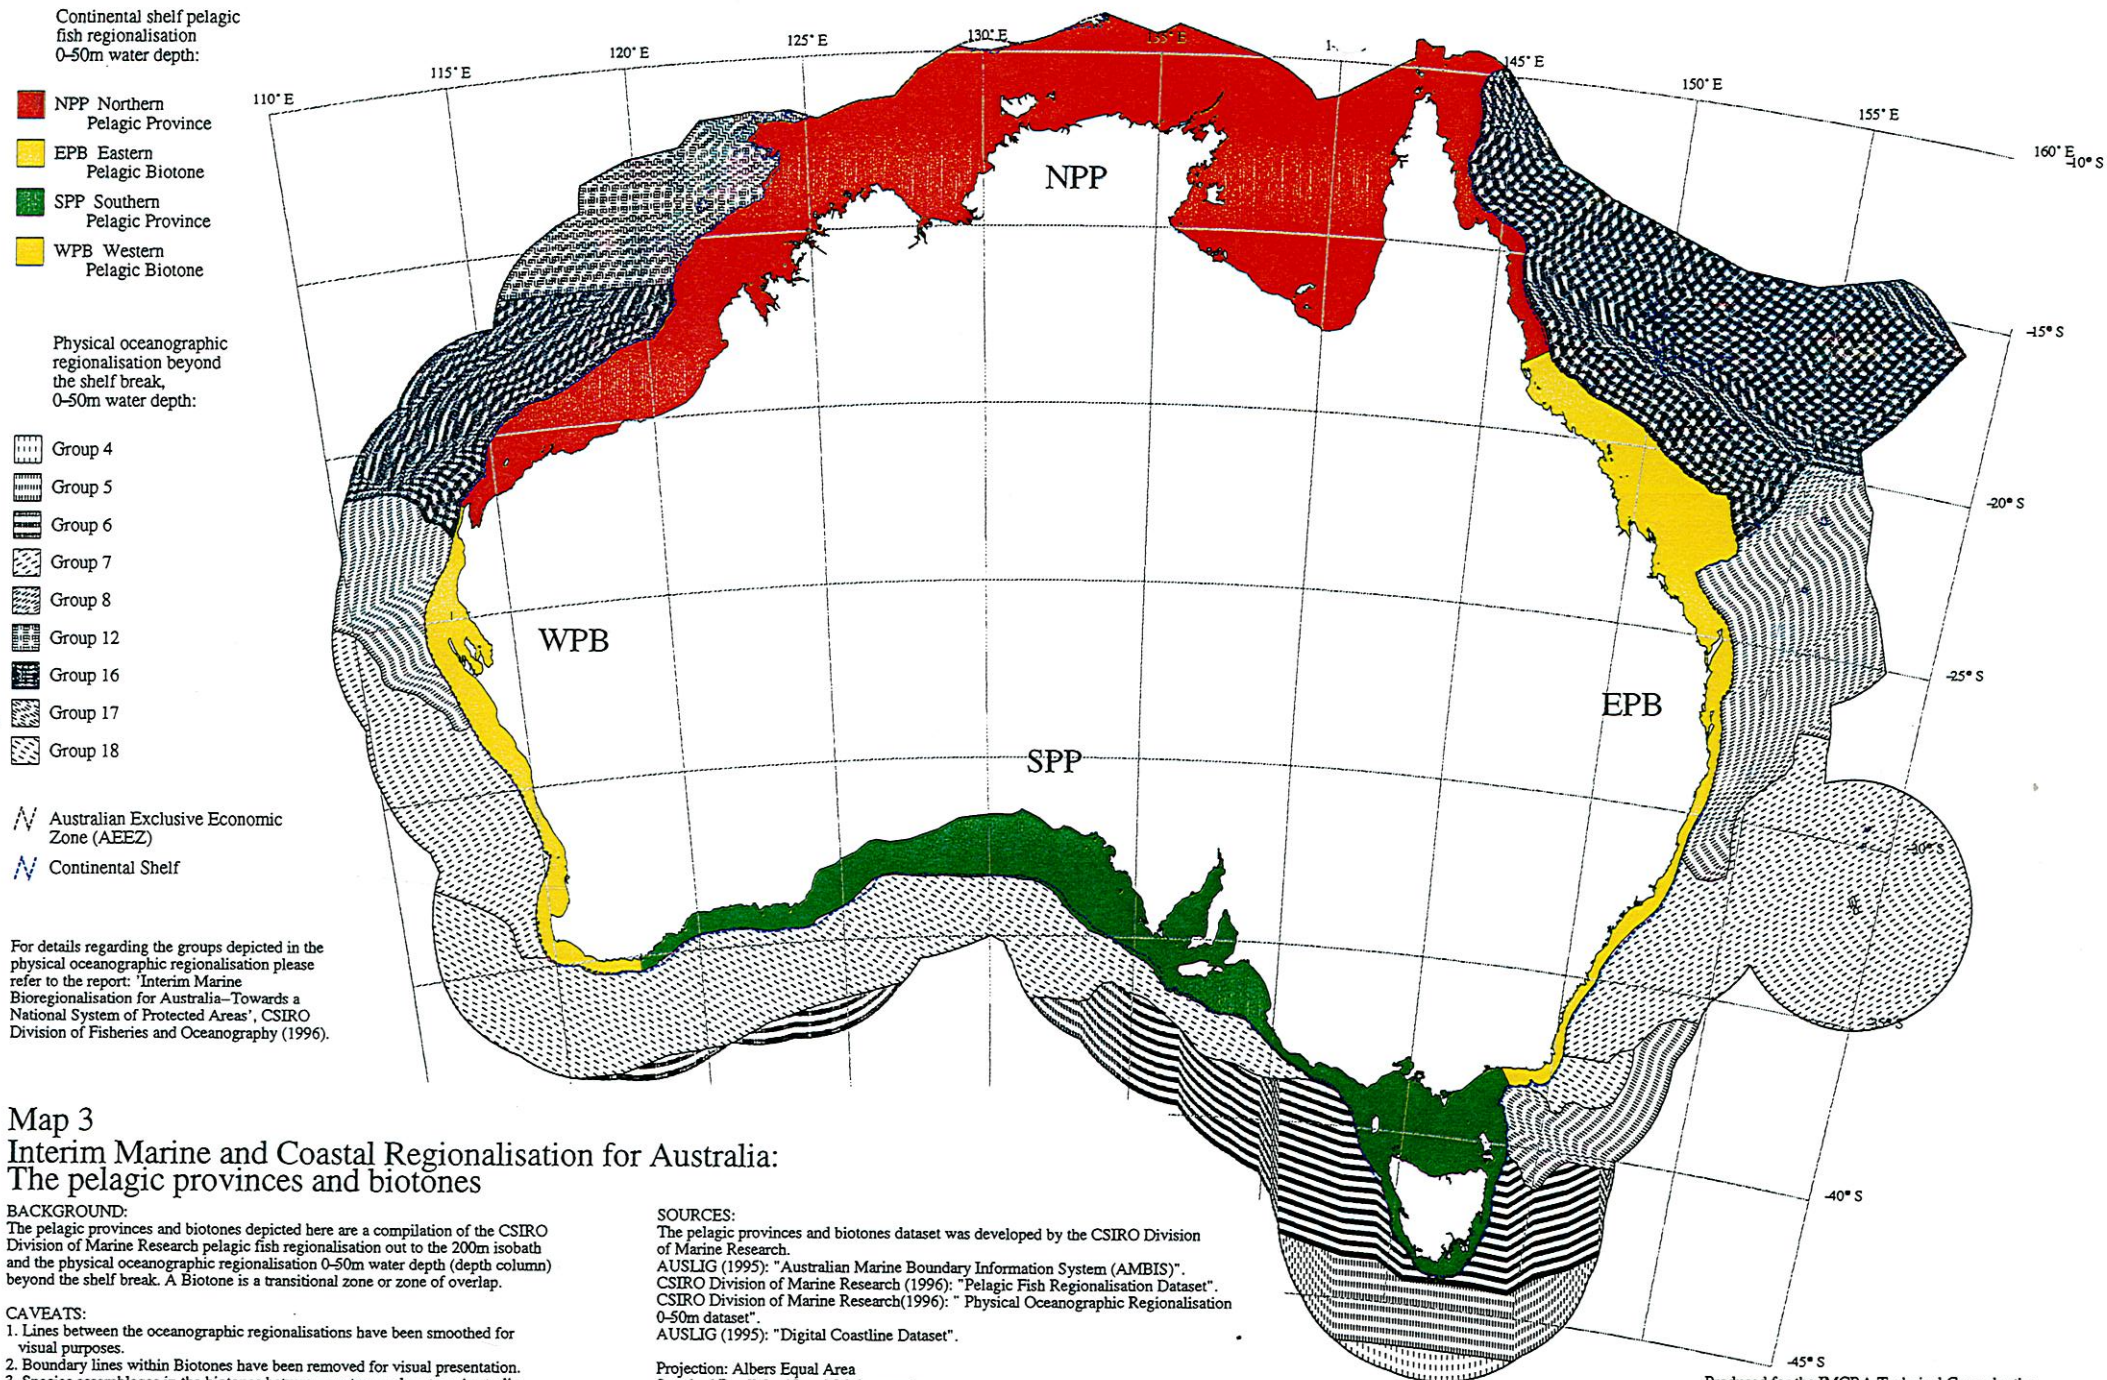 Continental shelf pelagic
fish regionalisation
0–50m water depth:
NPP Northern
Pelagic Province
EPB Eastern
Pelagic Biotone
SPP Southern
Pelagic Province
WPB Western
Pelagic Biotone
Physical oceanographic
regionalisation beyond
the shelf break,
0–50m water depth:
Group 4
Group 5
Group 6
Group 7
Group 8
Group 12
Group 16
Group 17
Group 18
Australian Exclusive Economic
Zone (AEEZ)
Continental Shelf
For details regarding the groups depicted in the
physical oceanographic regionalisation please
refer to the report: 'Interim Marine
Bioregionalisation for Australia–Towards a
National System of Protected Areas', CSIRO
Division of Fisheries and Oceanography (1996).
110° E
115° E
120° E
125° E
130° E
135° E
145° E
150° E
155° E
160° E
-10° S
-15° S
-20° S
-25° S
-30° S
-35° S
-40° S
-45° S
NPP
WPB
EPB
SPP
Map 3
Interim Marine and Coastal Regionalisation for Australia:
The pelagic provinces and biotones
BACKGROUND:
The pelagic provinces and biotones depicted here are a compilation of the CSIRO
Division of Marine Research pelagic fish regionalisation out to the 200m isobath
and the physical oceanographic regionalisation 0–50m water depth (depth column)
beyond the shelf break. A Biotone is a transitional zone or zone of overlap.
CAVEATS:
1. Lines between the oceanographic regionalisations have been smoothed for
visual purposes.
2. Boundary lines within Biotones have been removed for visual presentation.
SOURCES:
The pelagic provinces and biotones dataset was developed by the CSIRO Division
of Marine Research.
AUSLIG (1995): "Australian Marine Boundary Information System (AMBIS)".
CSIRO Division of Marine Research (1996): "Pelagic Fish Regionalisation Dataset".
CSIRO Division of Marine Research(1996): " Physical Oceanographic Regionalisation
0–50m dataset".
AUSLIG (1995): "Digital Coastline Dataset".
Projection: Albers Equal Area